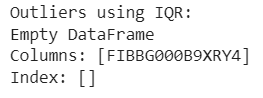 Outliers using IQR:
Empty DataFrame
Columns: [FIBBG000B9XRY4]
Index: []